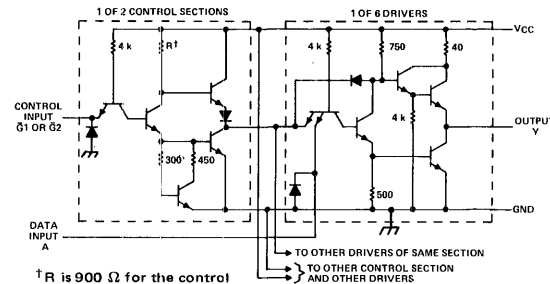 1 OF 2 CONTROL SECTIONS
1 OF 6 DRIVERS
VCC
4 k
R†
4 k
750
40
CONTROL
INPUT
Ḡ1 OR Ḡ2
4 k
OUTPUT
Y
300
450
500
GND
DATA
INPUT
A
TO OTHER DRIVERS OF SAME SECTION
TO OTHER CONTROL SECTION
AND OTHER DRIVERS
†R is 900 Ω for the control